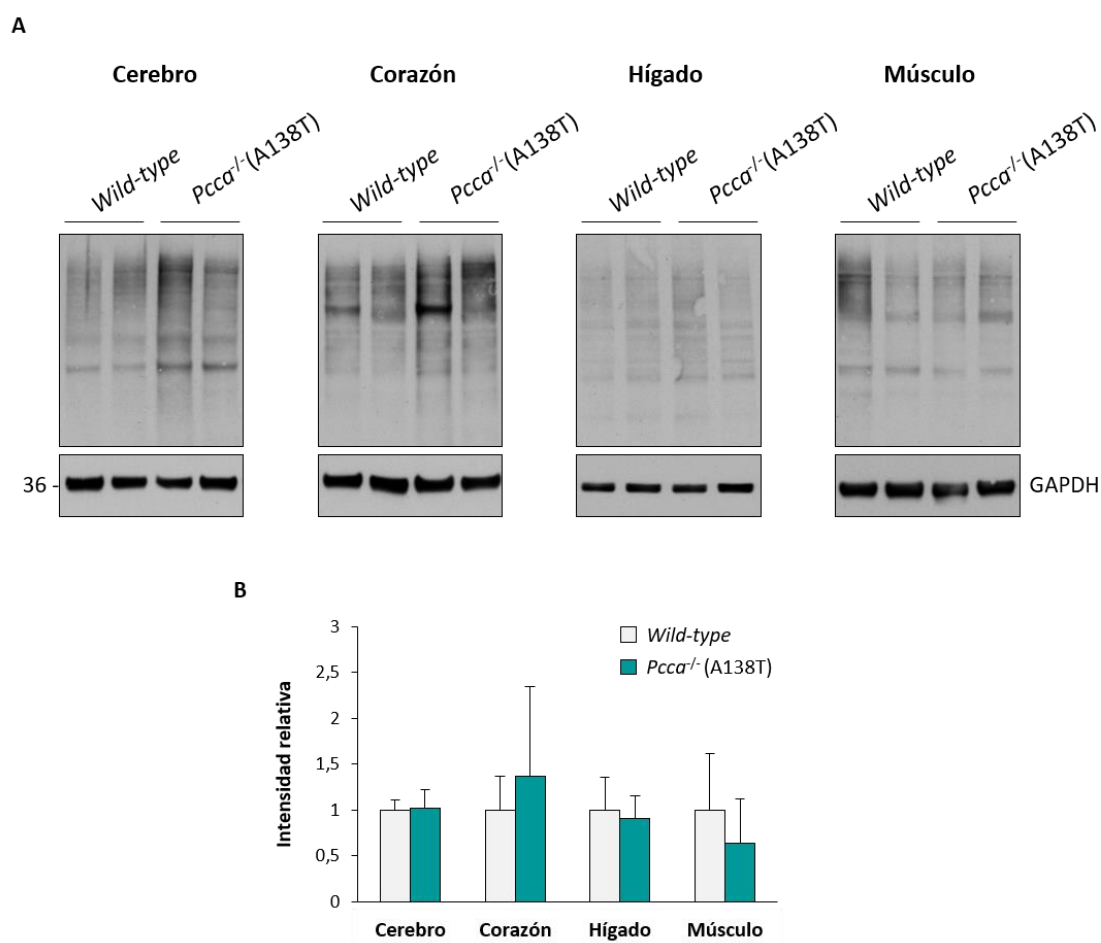 A
Cerebro
Corazón
Hígado
Músculo
Wild-type
Pcca-/-(A138T)
Wild-type
Pcca-/-(A138T)
Wild-type
Pcca-/-(A138T)
Wild-type
Pcca-/-(A138T)
36 -
GAPDH
B
3
2,5
2
1,5
1
0,5
0
Intensidad relativa
Wild-type
Pcca-/- (A138T)
Cerebro
Corazón
Hígado
Músculo